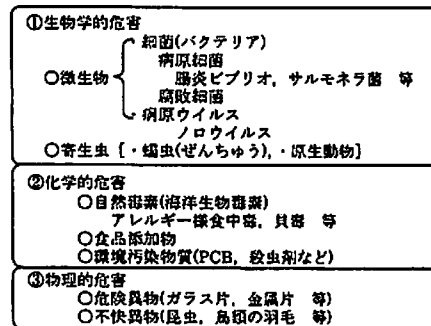 ①生物学的危害
細菌(バクテリア)
病原細菌
○微生物
腸炎ビブリオ，サルモネラ菌 等
腐敗細菌
病原ウイルス
ノロウイルス
○寄生虫 {・蠕虫(ぜんちゅう)，・原生動物}
②化学的危害
○自然毒素(海洋生物毒素)
アレルギー様食中毒，貝毒 等
○食品添加物
○環境汚染物質(PCB，殺虫剤など)
③物理的危害
○危険異物(ガラス片，金属片 等)
○不快異物(昆虫，鳥類の羽毛 等)